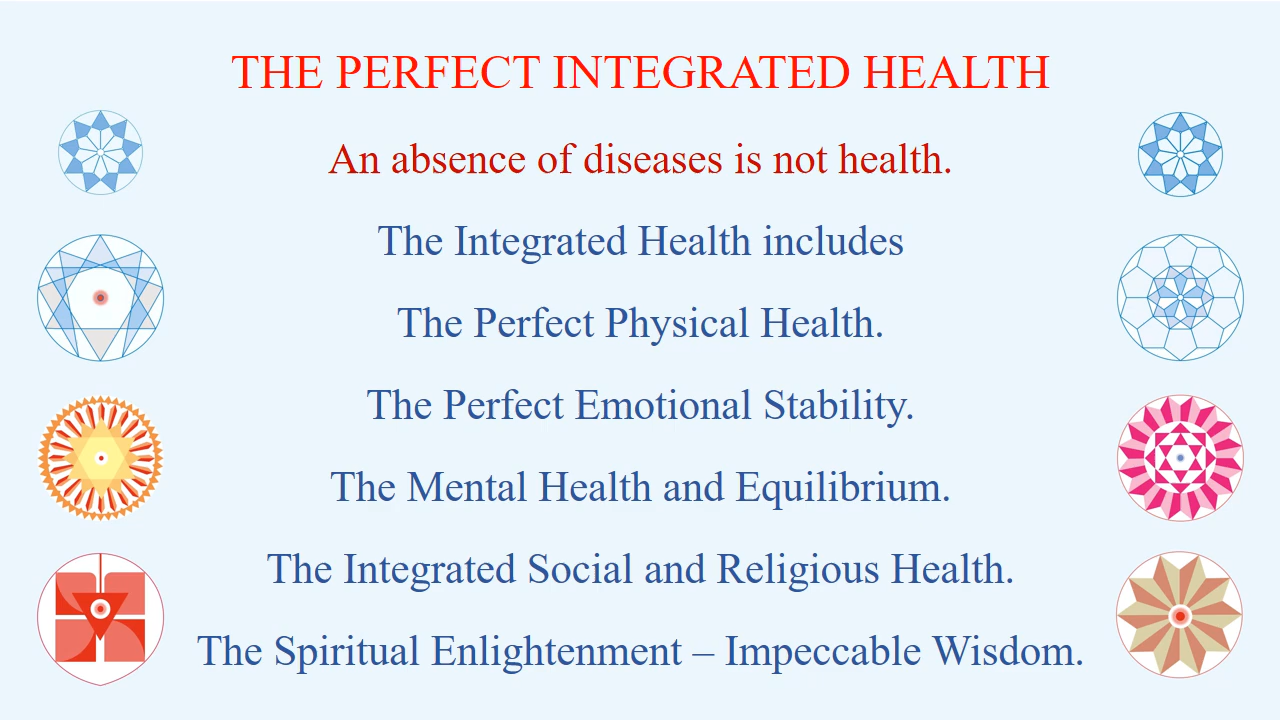 THE PERFECT INTEGRATED HEALTH
An absence of diseases is not health.
The Integrated Health includes
The Perfect Physical Health.
The Perfect Emotional Stability.
The Mental Health and Equilibrium.
The Integrated Social and Religious Health.
The Spiritual Enlightenment – Impeccable Wisdom.